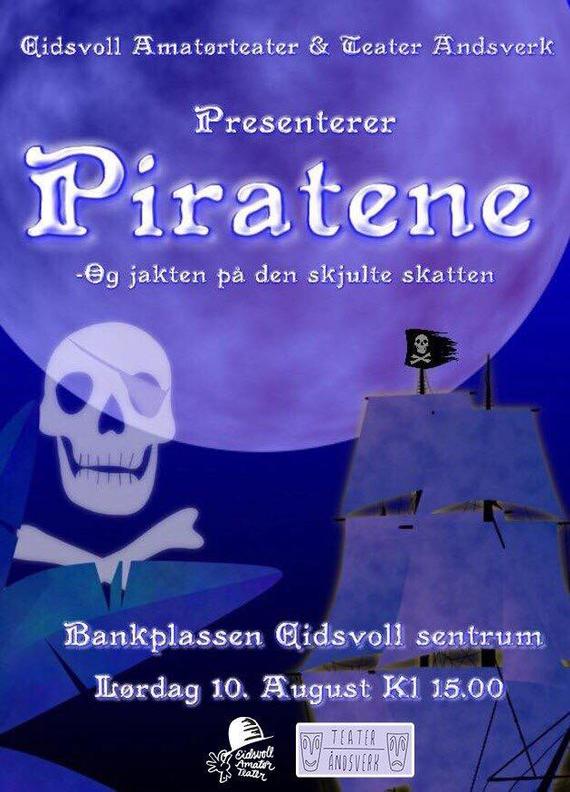 Eidsvoll Amatørteater & Teater Åndsverk
Presenterer
Piratene
-Og jakten på den skjulte skatten
Bankplassen Eidsvoll sentrum
Lørdag 10. August Kl 15.00
Eidsvoll
Amatør
Teater
TEATER
ÅNDSVERK